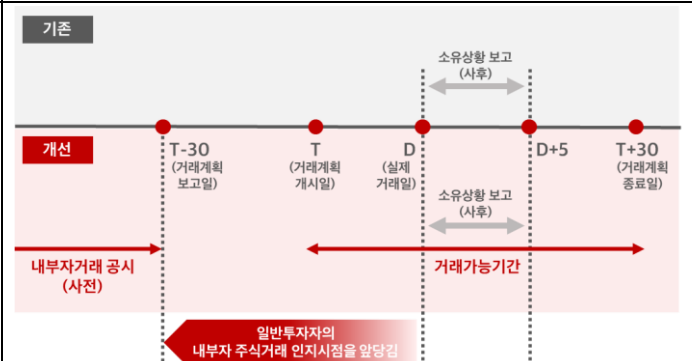 기존
소유상황 보고
(사후)
개선
T-30
(거래계획
보고일)
T
(거래계획
개시일)
D
(실제
거래일)
D+5
T+30
(거래계획
종료일)
소유상황 보고
(사후)
내부자거래 공시
(사전)
거래가능기간
일반투자자의
내부자 주식거래 인지시점을 앞당김